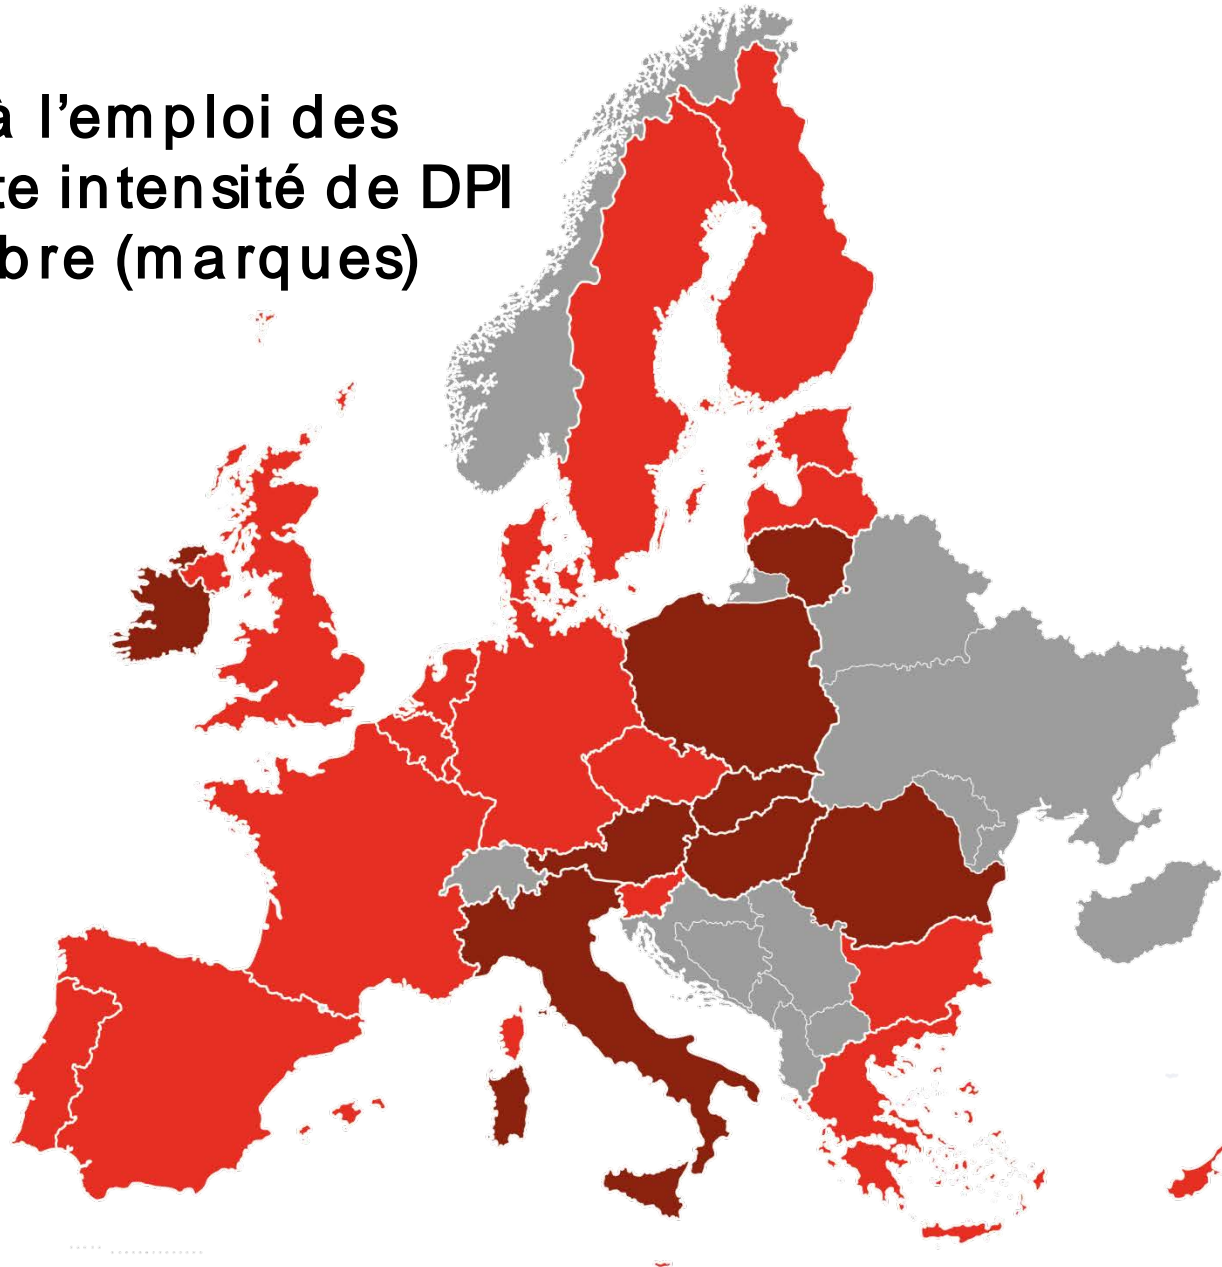 à l’emploi des
te intensité de DPI
bre (marques)